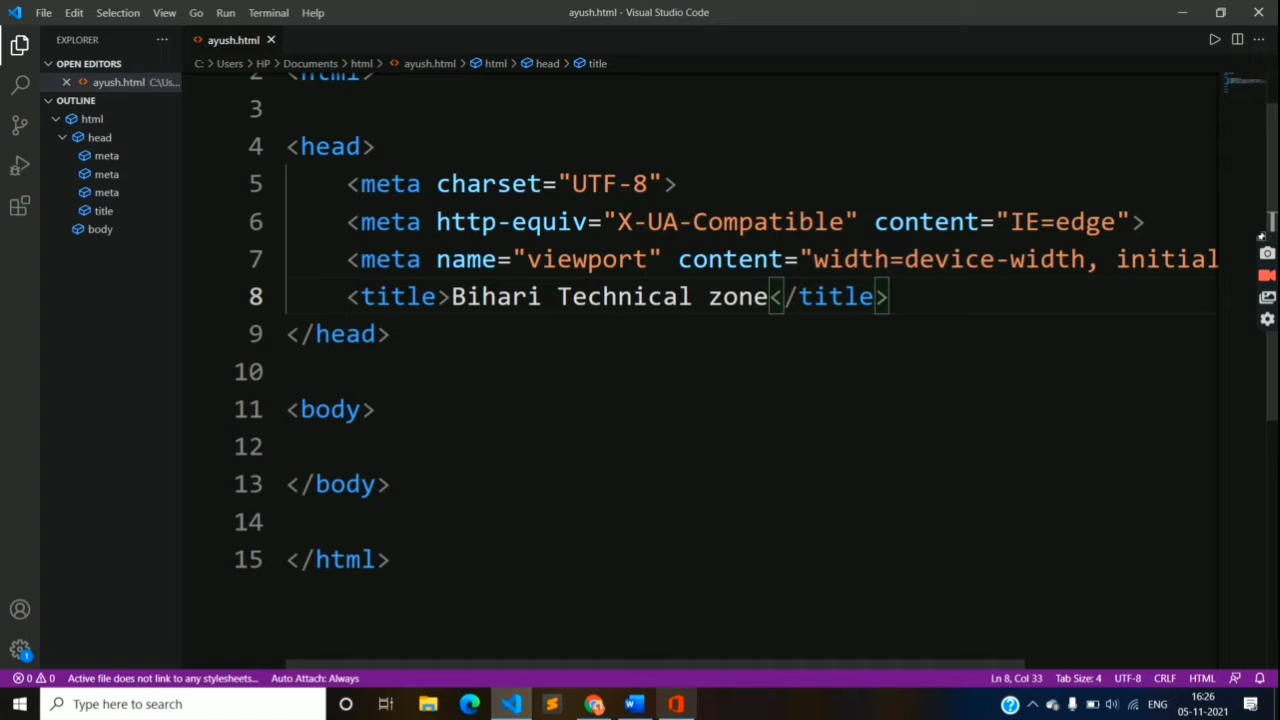 File Edit Selection View Go Run Terminal Help
ayush.html - Visual Studio Code
EXPLORER
ayush.html
OPEN EDITORS
C: > Users > HP > Documents > html > ayush.html > html > head > title
ayush.html C:\Us...
OUTLINE
html
head
meta
meta
meta
title
body
2 <html>
3
4 <head>
5 <meta charset="UTF-8">
6 <meta http-equiv="X-UA-Compatible" content="IE=edge">
7 <meta name="viewport" content="width=device-width, initial
8 <title>Bihari Technical zone</title>
9 </head>
10
11 <body>
12
13 </body>
14
15 </html>
1
0 0 Active file does not link to any stylesheets... Auto Attach: Always
Ln 8, Col 33 Tab Size: 4 UTF-8 CRLF HTML
Type here to search
ENG
16:26
05-11-2021